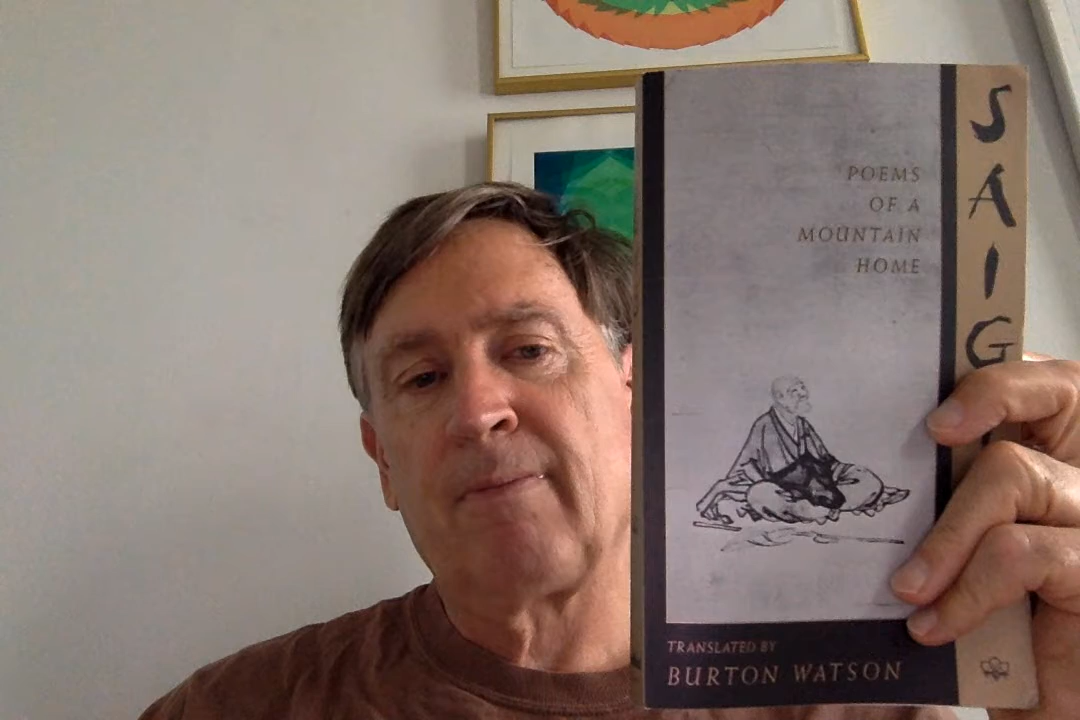 POEMS
OF A
MOUNTAIN
HOME
SAIG
TRANSLATED BY
BURTON WATSON